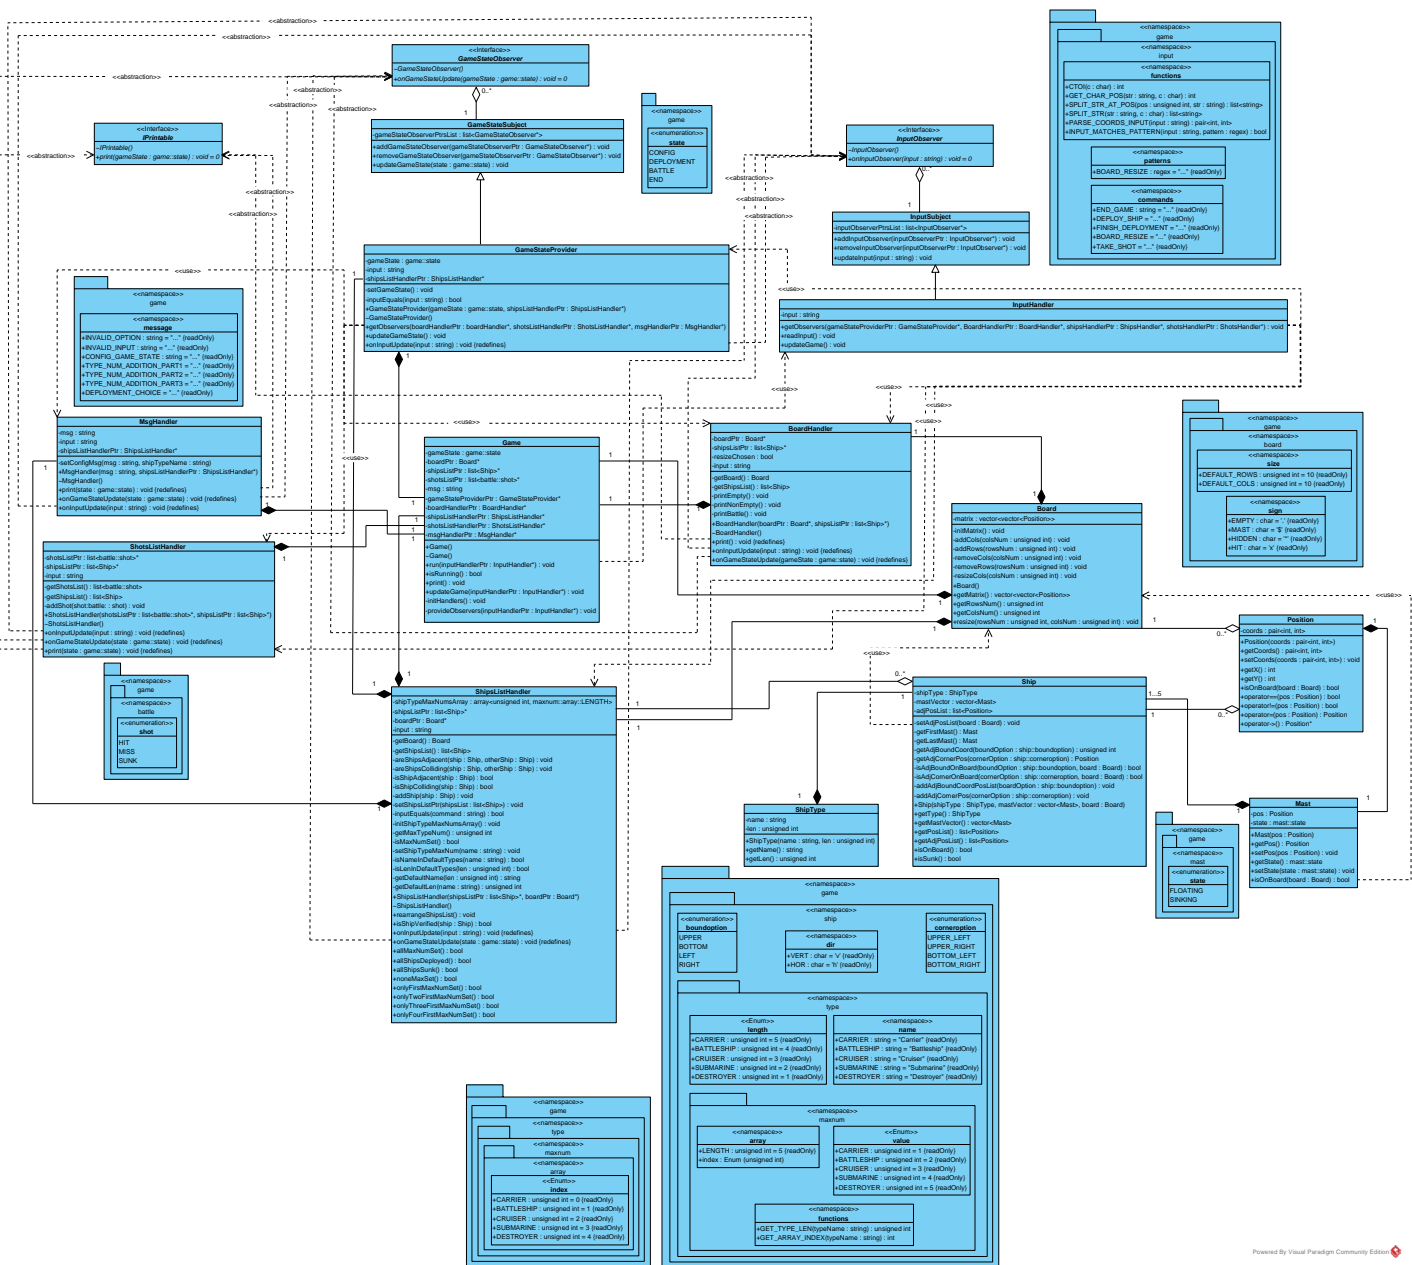 <<abstraction>>
<<abstraction>>
<<abstraction>>
<<abstraction>>
<<abstraction>>
<<Interface>>
GameStateObserver
~GameStateObserver()
+onGameStateUpdate(gameState : game::state) : void = 0
0..*
1
GameStateSubject
-gameStateObserverPtrsList : list<GameStateObserver*>
+addGameStateObserver(gameStateObserverPtr : GameStateObserver*) : void
+removeGameStateObserver(gameStateObserverPtr : GameStateObserver*) : void
+updateGameState(state : game::state) : void
<<Interface>>
IPrintable
~IPrintable()
+print(gameState : game::state) : void = 0
<<abstraction>>
<<abstraction>>
<<abstraction>>
<<namespace>>
game
<<enumeration>>
state
CONFIG
DEPLOYMENT
BATTLE
END
<<Interface>>
InputObserver
~InputObserver()
+onInputObserver(input : string) : void = 0
<<abstraction>>
<<abstraction>>
<<abstraction>>
0..*
1
InputSubject
-inputObserverPtrsList : list<InputObserver*>
+addInputObserver(inputObserverPtr : InputObserver*) : void
+removeInputObserver(inputObserverPtr : InputObserver*) : void
+updateInput(input : string) : void
<<namespace>>
game
<<namespace>>
input
<<namespace>>
functions
+CTOI(c : char) : int
+GET_CHAR_POS(str : string, c : char) : int
+SPLIT_STR_AT_POS(pos : unsigned int, str : string) : list<string>
+SPLIT_STR(str : string, c : char) : list<string>
+PARSE_COORDS_INPUT(input : string) : pair<int, int>
+INPUT_MATCHES_PATTERN(input : string, pattern : regex) : bool
<<namespace>>
patterns
+BOARD_RESIZE : regex = "..." {readOnly}
<<namespace>>
commands
+END_GAME : string = "..." {readOnly}
+DEPLOY_SHIP = "..." {readOnly}
+FINISH_DEPLOYMENT = "..." {readOnly}
+BOARD_RESIZE = "..." {readOnly}
+TAKE_SHOT = "..." {readOnly}
GameStateProvider
-gameState : game::state
-input : string
-shipsListHandlerPtr : ShipsListHandler*
-setGameState() : void
-inputEquals(input : string) : bool
+GameStateProvider(gameState : game::state, shipsListHandlerPtr : ShipsListHandler*)
~GameStateProvider()
+getObservers(boardHandlerPtr : boardHandler*, shotsListHandlerPtr : ShotsListHandler*, msgHandlerPtr : MsgHandler*)
+updateGameState() : void
+onInputUpdate(input : string) : void {redefines}
<<use>>
<<use>>
<<use>>
InputHandler
-input : string
+getObservers(gameStateProviderPtr : GameStateProvider*, BoardHandlerPtr : BoardHandler*, shipsHandlerPtr : ShipsHandler*, shotsHandlerPtr : ShotsHandler*) : void
+readInput() : void
+updateGame() : void
<<namespace>>
game
<<namespace>>
message
+INVALID_OPTION : string = "..." {readOnly}
+INVALID_INPUT : string = "..." {readOnly}
+CONFIG_GAME_STATE : string = "..." {readOnly}
+TYPE_NUM_ADDITION_PART1 = "..." {readOnly}
+TYPE_NUM_ADDITION_PART2 = "..." {readOnly}
+TYPE_NUM_ADDITION_PART3 = "..." {readOnly}
+DEPLOYMENT_CHOICE = "..." {readOnly}
1
1
<<use>>
<<use>>
<<use>>
<<use>>
MsgHandler
-msg : string
-input : string
-shipsListHandlerPtr : ShipsListHandler*
-setConfigMsg(msg : string, shipTypeName : string)
+MsgHandler(msg : string, shipsListHandlerPtr : ShipsListHandler*)
~MsgHandler()
+print(state : game::state) : void {redefines}
+onGameStateUpdate(state : game::state) : void {redefines}
+onInputUpdate(input : string) : void {redefines}
Game
-gameState : game::state
-boardPtr : Board*
-shipsListPtr : list<Ship>*
-shotsListPtr : list<battle::shot>*
-msg : string
-gameStateProviderPtr : GameStateProvider*
-boardHandlerPtr : BoardHandler*
-shipsListHandlerPtr : ShipsListHandler*
-shotsListHandlerPtr : ShotsListHandler*
-msgHandlerPtr : MsgHandler*
+Game()
~Game()
+run(inputHandlerPtr : InputHandler*) : void
+isRunning() : bool
+print() : void
+updateGame(inputHandlerPtr : InputHandler*) : void
-initHandlers() : void
-provideObservers(inputHandlerPtr : InputHandler*) : void
BoardHandler
-boardPtr : Board*
-shipsListPtr : list<Ship>*
-resizeChosen : bool
-input : string
-getBoard() : Board
-getShipsList() : list<Ship>
-printEmpty() : void
-printNonEmpty() : void
-printBattle() : void
+BoardHandler(boardPtr : Board*, shipsListPtr : list<Ship>*)
~BoardHandler()
+print() : void {redefines}
+onInputUpdate(input : string) : void {redefines}
+onGameStateUpdate(gameState : game::state) : void {redefines}
<<namespace>>
game
<<namespace>>
board
<<namespace>>
size
+DEFAULT_ROWS : unsigned int = 10 {readOnly}
+DEFAULT_COLS : unsigned int = 10 {readOnly}
<<namespace>>
sign
+EMPTY : char = '.' {readOnly}
+MAST : char = '$' {readOnly}
+HIDDEN : char = '"' {readOnly}
+HIT : char = 'x' {readOnly}
Board
-matrix : vector<vector<Position>>
-initMatrix() : void
-addCols(colsNum : unsigned int) : void
-addRows(rowsNum : unsigned int) : void
-removeCols(colsNum : unsigned int) : void
-removeRows(rowsNum : unsigned int) : void
-resizeCols(colsNum : unsigned int) : void
+Board()
+getMatrix() : vector<vector<Position>>
+getRowsNum() : unsigned int
+getColsNum() : unsigned int
+resize(rowsNum : unsigned int, colsNum : unsigned int) : void
ShotsListHandler
-shotsListPtr : list<battle::shot>*
-shipsListPtr : list<Ship>*
-input : string
-getShotsList() : list<battle::shot>
-getShipsList() : list<Ship>
-addShot(shot:battle: : shot) : void
+ShotsListHandler(shotsListPtr : list<battle::shot>*, shipsListPtr : list<Ship>*)
~ShotsListHandler()
+onInputUpdate(input : string) : void {redefines}
+onGameStateUpdate(state : game::state) : void {redefines}
+print(state : game::state) : void {redefines}
<<use>>
<<use>>
Position
-coords : pair<int, int>
+Position(coords : pair<int, int>)
+getCoords() : pair<int, int>
+setCoords(coords : pair<int, int>) : void
+getX() : int
+getY() : int
+isOnBoard(board : Board) : bool
+operator==(pos : Position) : bool
+operator!=(pos : Position) : bool
+operator=(pos : Position) : Position
+operator->() : Position*
<<namespace>>
game
<<namespace>>
battle
<<enumeration>>
shot
HIT
MISS
SUNK
ShipsListHandler
-shipTypeMaxNumsArray : array<unsigned int, maxnum::array::LENGTH>
-shipsListPtr : list<Ship>*
-boardPtr : Board*
-input : string
-getBoard() : Board
-getShipsList() : list<Ship>
-areShipsAdjacent(ship : Ship, otherShip : Ship) : void
-areShipsColliding(ship : Ship, otherShip : Ship) : void
-isShipAdjacent(ship : Ship) : bool
-isShipColliding(ship : Ship) : bool
-addShip(ship : Ship) : void
-setShipsListPtr(shipsList : list<Ship>) : void
-inputEquals(command : string) : bool
-initShipTypeMaxNumsArray() : void
-getMaxTypeNum() : unsigned int
-isMaxNumSet() : bool
-setShipTypeMaxNum(name : string) : void
-isNameInDefaultTypes(name : string) : bool
-isLenInDefaultTypes(len : unsigned int) : bool
-getDefaultName(len : unsigned int) : string
-getDefaultLen(name : string) : unsigned int
+ShipsListHandler(shipsListPtr : list<Ship>*, boardPtr : Board*)
~ShipsListHandler()
+rearrangeShipsList() : void
+isShipVerified(ship : Ship) : bool
+onInputUpdate(input : string) : void {redefines}
+onGameStateUpdate(state : game::state) : void {redefines}
+allMaxNumSet() : bool
+allShipsDeployed() : bool
+allShipsSunk() : bool
+noneMaxSet() : bool
+onlyFirstMaxNumSet() : bool
+onlyTwoFirstMaxNumSet() : bool
+onlyThreeFirstMaxNumSet() : bool
+onlyFourFirstMaxNumSet() : bool
Ship
-shipType : ShipType
-mastVector : vector<Mast>
-adjPosList : list<Position>
-setAdjPosList(board : Board) : void
-getFirstMast() : Mast
-getLastMast() : Mast
-getAdjBoundCoord(boundOption : ship::boundoption) : unsigned int
-getAdjCornerPos(cornerOption : ship::corneroption) : Position
-isAdjBoundOnBoard(boundOption : ship::boundoption, board : Board) : bool
-isAdjCornerOnBoard(cornerOption : ship::corneroption, board : Board) : bool
-addAdjBoundCoordPosList(boardOption : ship::boundoption) : void
-addAdjCornerPos(cornerOption : ship::corneroption) : void
+Ship(shipType : ShipType, mastVector : vector<Mast>, board : Board)
+getType() : ShipType
+getMastVector() : vector<Mast>
+getPosList() : list<Position>
+getAdjPosList() : list<Position>
+isOnBoard() : bool
+isSunk() : bool
0..*
1
1...5
1
0..*
0..*
ShipType
-name : string
-len : unsigned int
+ShipType(name : string, len : unsigned int)
+getName() : string
+getLen() : unsigned int
Mast
-pos : Position
-state : mast::state
+Mast(pos : Position)
+getPos() : Position
+setPos(pos : Position) : void
+getState() : mast::state
+setState(state : mast::state) : void
+isOnBoard(board : Board) : bool
<<namespace>>
game
<<namespace>>
mast
<<enumeration>>
state
FLOATING
SINKING
<<namespace>>
game
<<namespace>>
ship
<<enumeration>>
boundoption
UPPER
BOTTOM
LEFT
RIGHT
<<namespace>>
dir
+VERT : char = 'v' {readOnly}
+HOR : char = 'h' {readOnly}
<<enumeration>>
corneroption
UPPER_LEFT
UPPER_RIGHT
BOTTOM_LEFT
BOTTOM_RIGHT
<<namespace>>
type
<<Enum>>
length
+CARRIER : unsigned int = 5 {readOnly}
+BATTLESHIP : unsigned int = 4 {readOnly}
+CRUISER : unsigned int = 3 {readOnly}
+SUBMARINE : unsigned int = 2 {readOnly}
+DESTROYER : unsigned int = 1 {readOnly}
<<namespace>>
name
+CARRIER : string = "Carrier" {readOnly}
+BATTLESHIP : string = "Battleship" {readOnly}
+CRUISER : string = "Cruiser" {readOnly}
+SUBMARINE : string = "Submarine" {readOnly}
+DESTROYER : string = "Destroyer" {readOnly}
<<namespace>>
maxnum
<<namespace>>
array
+LENGTH : unsigned int = 5 {readOnly}
+index : Enum (unsigned int)
<<Enum>>
value
+CARRIER : unsigned int = 1 {readOnly}
+BATTLESHIP : unsigned int = 2 {readOnly}
+CRUISER : unsigned int = 3 {readOnly}
+SUBMARINE : unsigned int = 4 {readOnly}
+DESTROYER : unsigned int = 5 {readOnly}
<<namespace>>
functions
+GET_TYPE_LEN(typeName : string) : unsigned int
+GET_ARRAY_INDEX(typeName : string) : int
<<namespace>>
game
<<namespace>>
type
<<namespace>>
maxnum
<<namespace>>
array
<<Enum>>
index
+CARRIER : unsigned int = 0 {readOnly}
+BATTLESHIP : unsigned int = 1 {readOnly}
+CRUISER : unsigned int = 2 {readOnly}
+SUBMARINE : unsigned int = 3 {readOnly}
+DESTROYER : unsigned int = 4 {readOnly}
Powered By Visual Paradigm Community Edition